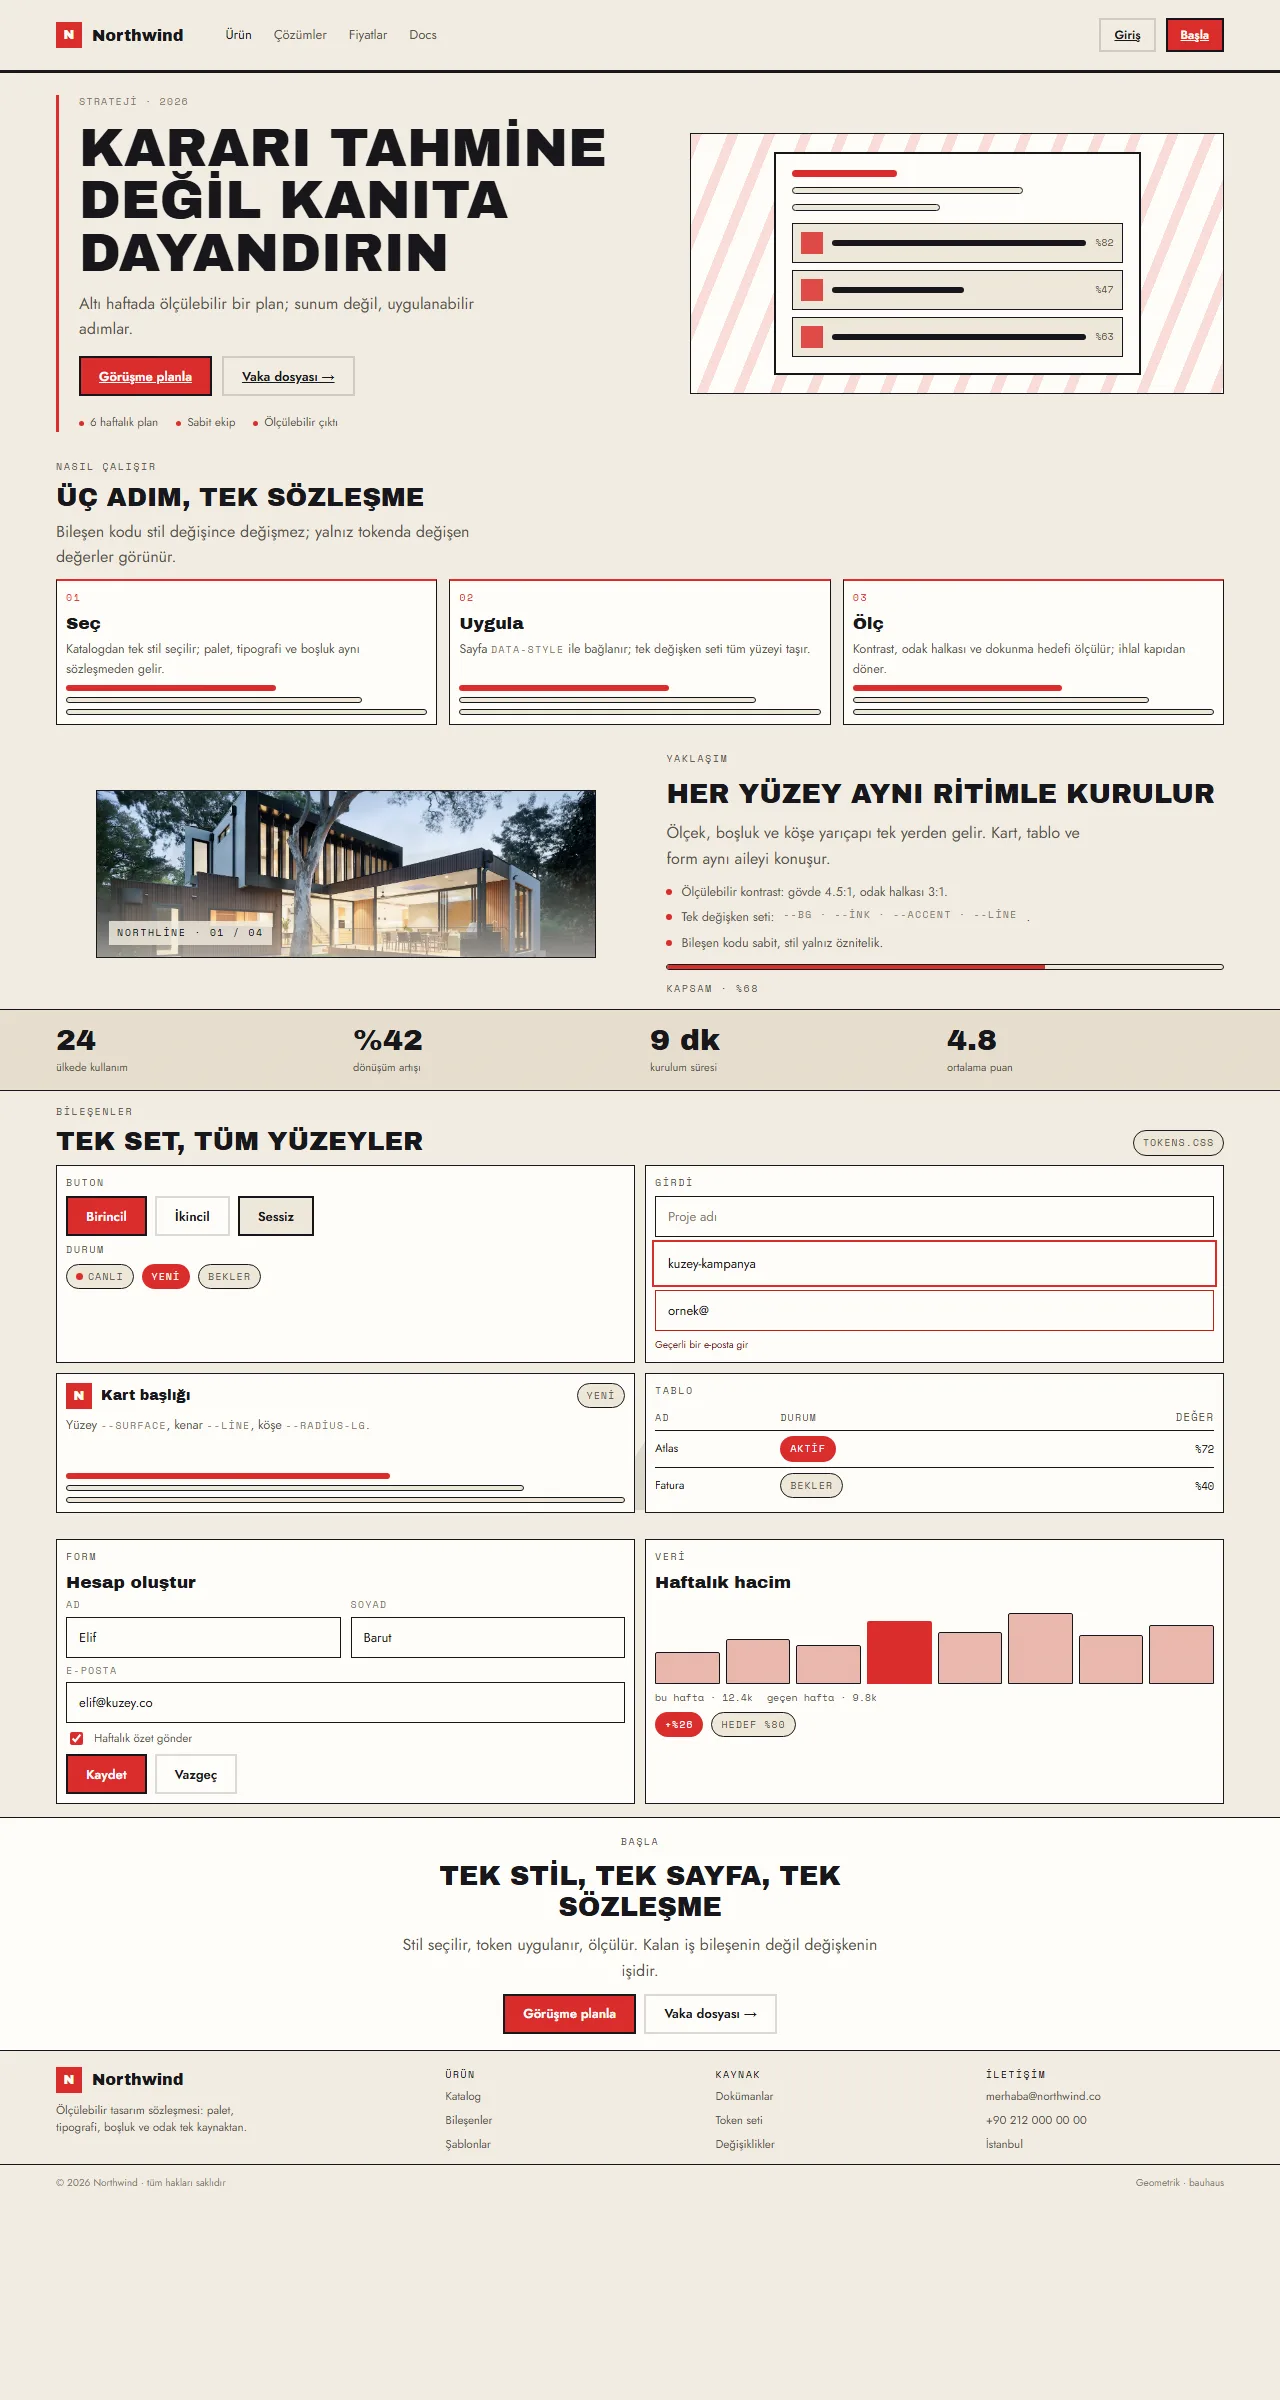 N Northwind Ürün Çözümler Fiyatlar Docs Giriş Başla
STRATEJİ · 2026
KARARI TAHMİNE
DEĞİL KANITA
DAYANDIRIN
Altı haftada ölçülebilir bir plan; sunum değil, uygulanabilir
adımlar.
Görüşme planla Vaka dosyası →
6 haftalık plan Sabit ekip Ölçülebilir çıktı
%82
%47
%63
NASIL ÇALIŞIR
ÜÇ ADIM, TEK SÖZLEŞME
Bileşen kodu stil değişince değişmez; yalnız tokenda değişen
değerler görünür.
01
Seç
Katalogdan tek stil seçilir; palet, tipografi ve boşluk aynı
sözleşmeden gelir.
02
Uygula
Sayfa DATA-STYLE ile bağlanır; tek değişken seti tüm yüzeyi taşır.
03
Ölç
Kontrast, odak halkası ve dokunma hedefi ölçülür; ihlal kapıdan
döner.
NORTHLİNE · 01 / 04
YAKLAŞIM
HER YÜZEY AYNI RİTİMLE KURULUR
Ölçek, boşluk ve köşe yarıçapı tek yerden gelir. Kart, tablo ve
form aynı aileyi konuşur.
Ölçülebilir kontrast: gövde 4.5:1, odak halkası 3:1.
Tek değişken seti: --BG · --İNK · --ACCENT · --LİNE .
Bileşen kodu sabit, stil yalnız öznitelik.
KAPSAM · %68
24
ülkede kullanım
%42
dönüşüm artışı
9 dk
kurulum süresi
4.8
ortalama puan
BİLEŞENLER
TEK SET, TÜM YÜZEYLER
TOKENS.CSS
BUTON
Birincil İkincil Sessiz
DURUM
CANLI YENİ BEKLER
GİRDİ
Proje adı
kuzey-kampanya
ornek@
Geçerli bir e-posta gir
N Kart başlığı YENİ
Yüzey --SURFACE, kenar --LİNE, köşe --RADİUS-LG.
TABLO
AD DURUM DEĞER
Atlas AKTİF %72
Fatura BEKLER %40
FORM
Hesap oluştur
AD SOYAD
Elif Barut
E-POSTA
elif@kuzey.co
Haftalık özet gönder
Kaydet Vazgeç
VERİ
Haftalık hacim
bu hafta · 12.4k geçen hafta · 9.8k
+%26 HEDEF %80
BAŞLA
TEK STİL, TEK SAYFA, TEK
SÖZLEŞME
Stil seçilir, token uygulanır, ölçülür. Kalan iş bileşenin değil değişkenin
işidir.
Görüşme planla Vaka dosyası →
N Northwind
Ölçülebilir tasarım sözleşmesi: palet,
tipografi, boşluk ve odak tek kaynaktan.
ÜRÜN
Katalog
Bileşenler
Şablonlar
KAYNAK
Dokümanlar
Token seti
Değişiklikler
İLETİŞİM
merhaba@northwind.co
+90 212 000 00 00
İstanbul
© 2026 Northwind · tüm hakları saklıdır
Geometrik · bauhaus